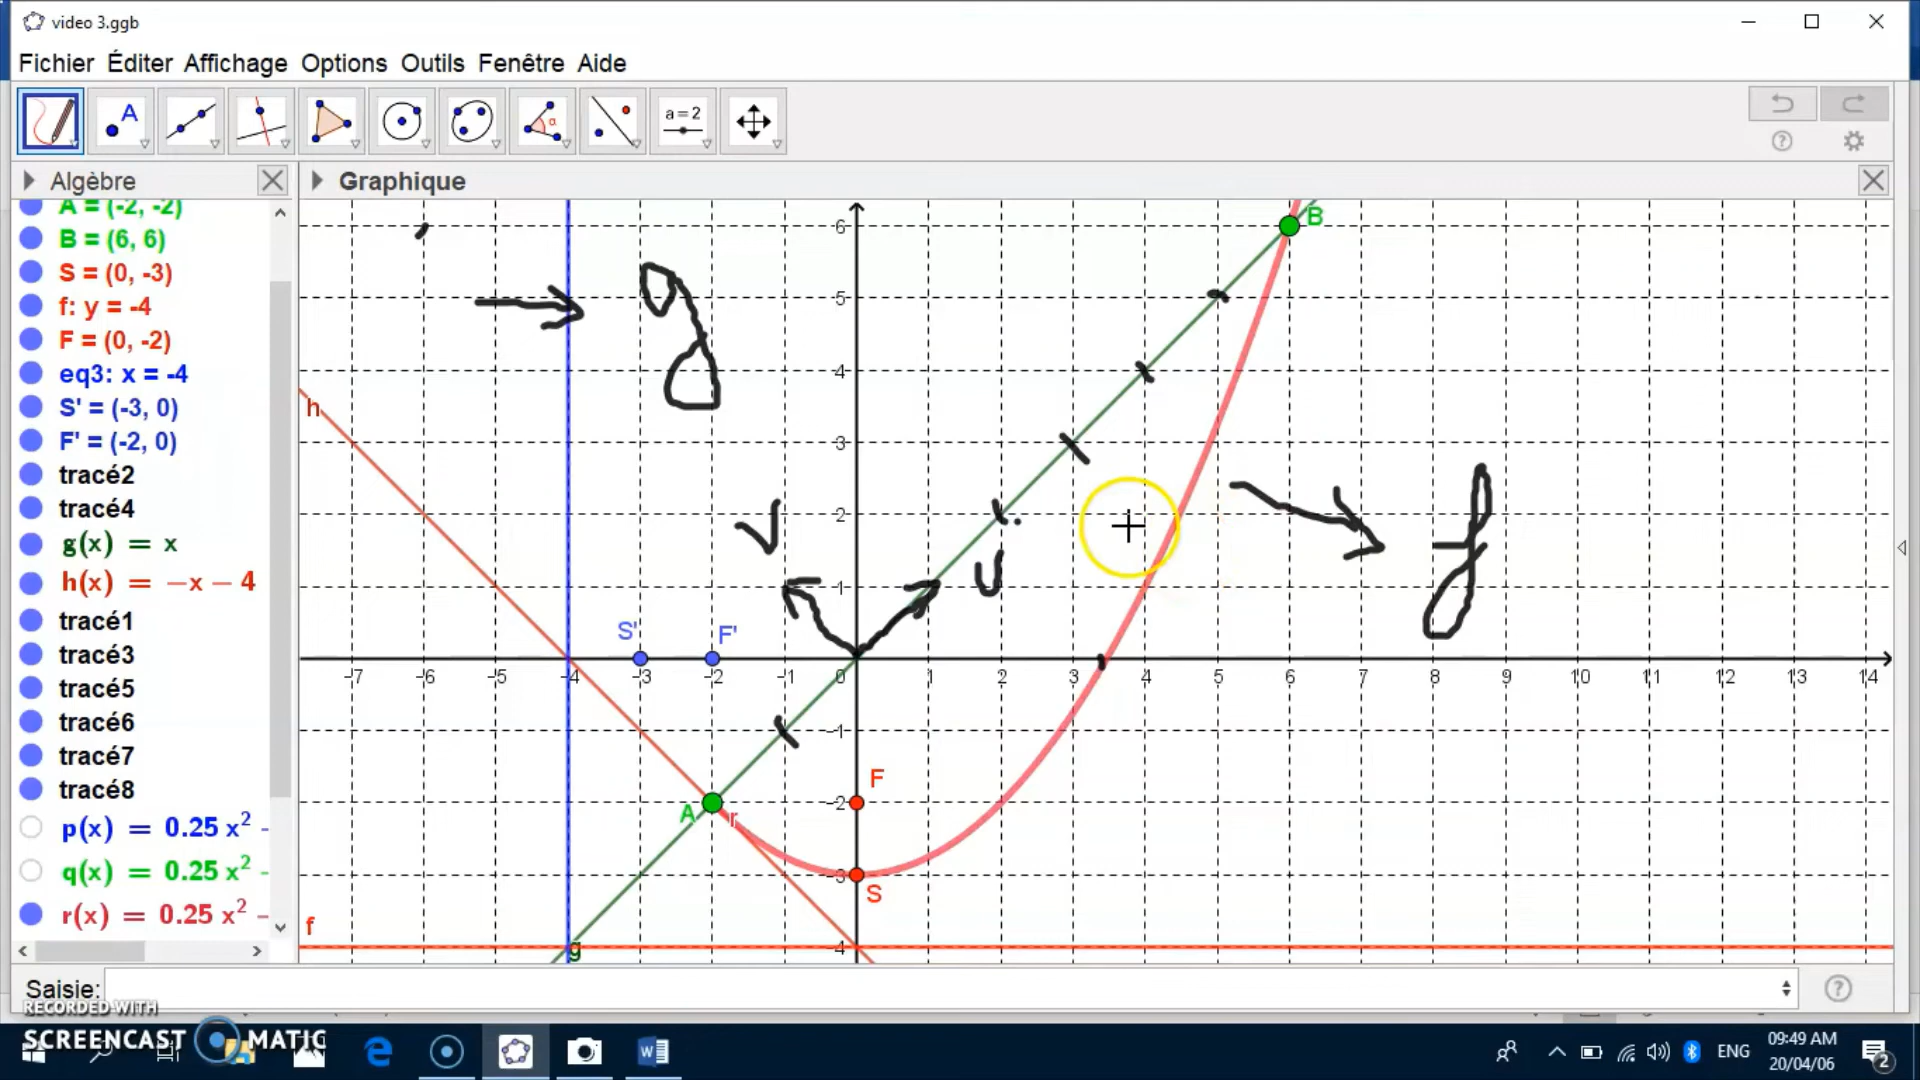 video 3.ggb
Fichier Éditer Affichage Options Outils Fenêtre Aide
A
α
a = 2
Algèbre
Graphique
A = (-2, -2)
B = (6, 6)
S = (0, -3)
f: y = -4
F = (0, -2)
eq3: x = -4
S' = (-3, 0)
F' = (-2, 0)
tracé2
tracé4
g(x) = x
h(x) = −x − 4
tracé1
tracé3
tracé5
tracé6
tracé7
tracé8
p(x) = 0.25 x² -
q(x) = 0.25 x² -
r(x) = 0.25 x² -
B
6
5
4
3
2
1
h
V
U
S'
F'
-7 -6 -5 -4 -3 -2 -1 0 1 2 3 4 5 6 7 8 9 10 11 12 13 14
-1
F
-2
A
r
-3
S
f
g
-4
Saisie:
RECORDED WITH
SCREENCAST MATIC
ENG
09:49 AM
20/04/06
2